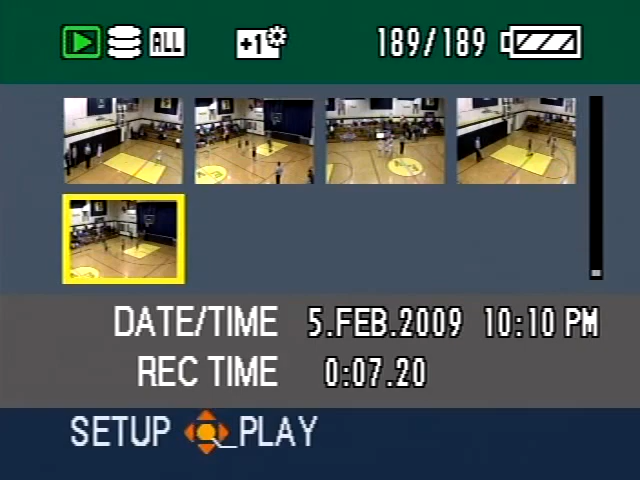 ALL +1 189/189
DATE/TIME 5.FEB.2009 10:10 PM
REC TIME 0:07.20
SETUP PLAY